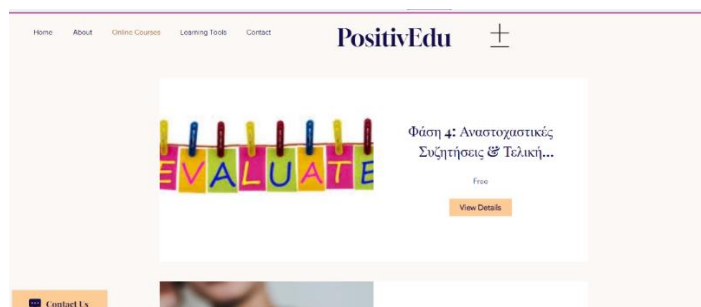 Home About Online Courses Learning Tools Contact
PositivEdu
EVALUATE
Φάση 4: Αναστοχαστικές
Συζητήσεις & Τελική...
Free
View Details
Contact Us